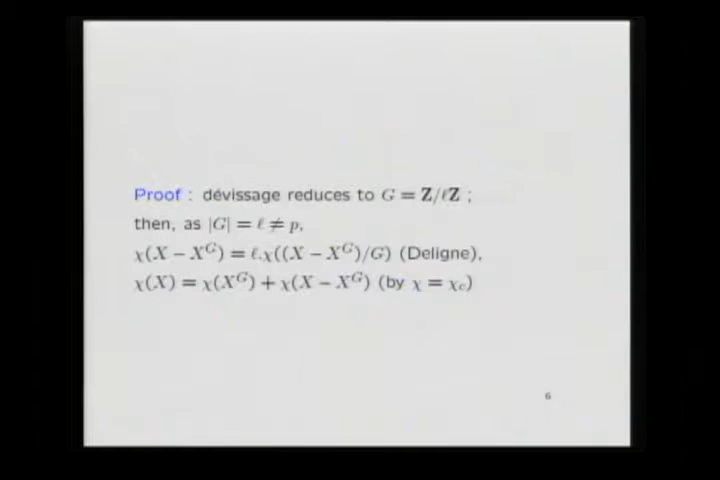 Proof : dévissage reduces to G = Z/ℓZ ;
then, as |G| = ℓ ≠ p,
χ(X − X^G) = ℓ.χ((X − X^G)/G) (Deligne),
χ(X) = χ(X^G) + χ(X − X^G) (by χ = χ_c)
6